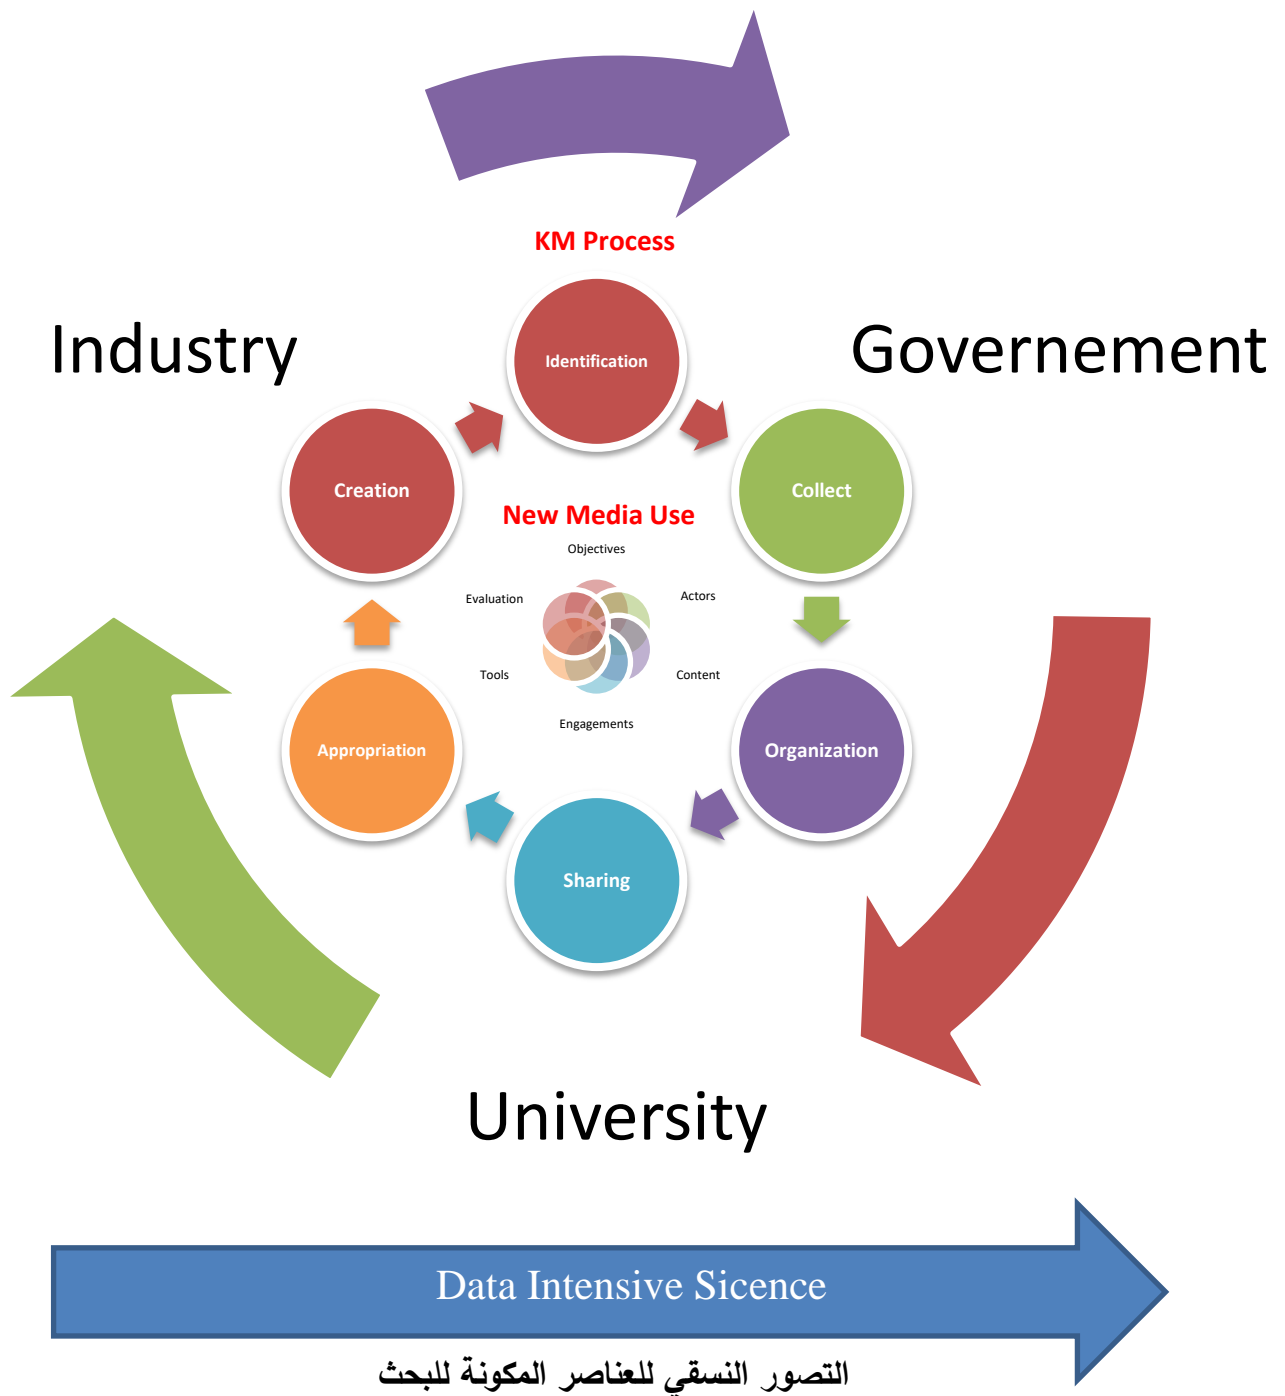 KM Process
Industry
Governement
Identification
Creation
Collect
New Media Use
Objectives
Evaluation
Actors
Tools
Content
Engagements
Appropriation
Organization
Sharing
University
Data Intensive Sicence
التصور النسقي للعناصر المكونة للبحث